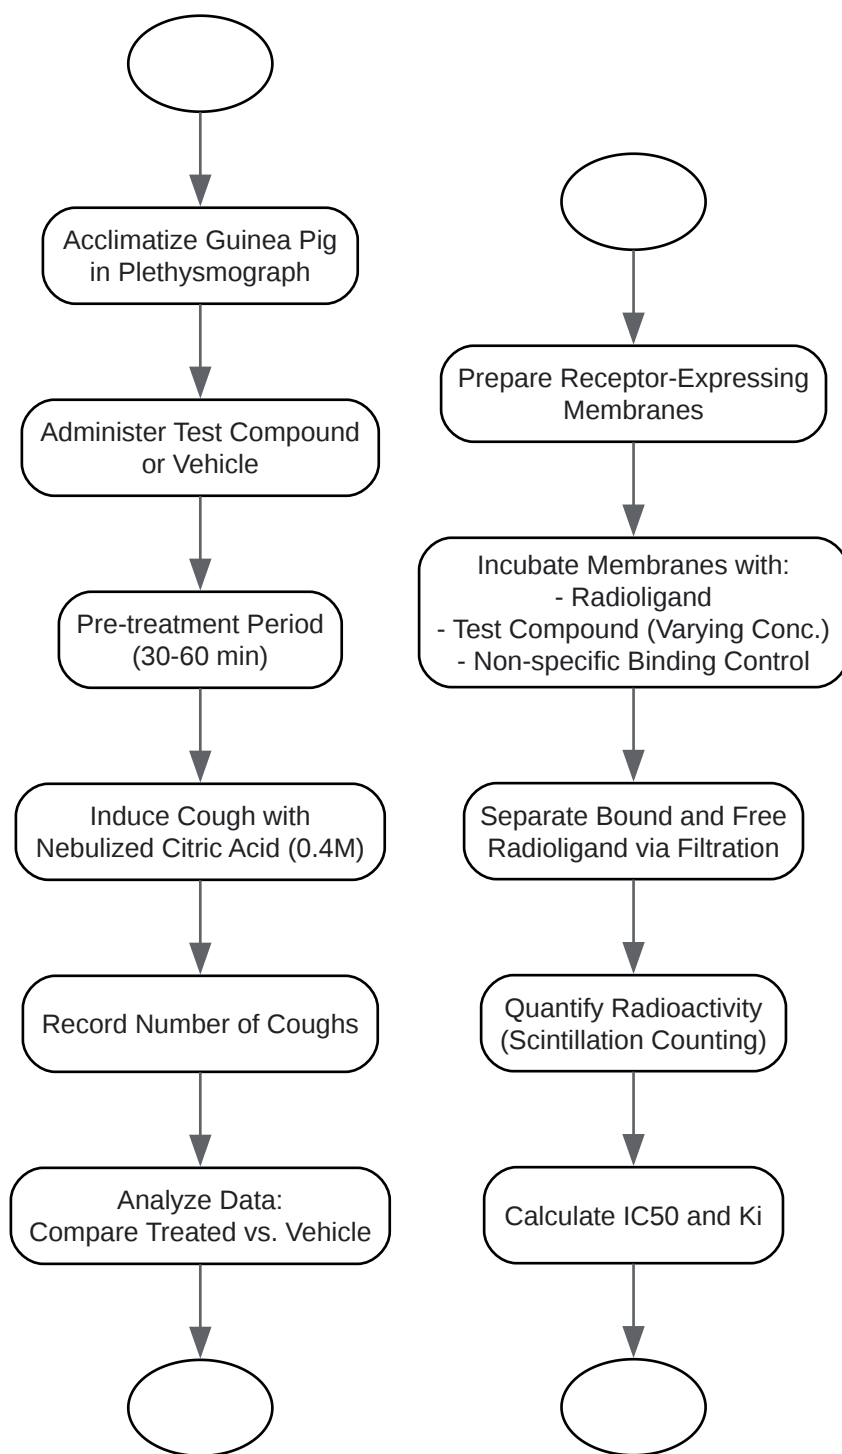 Acclimatize Guinea Pig
in Plethysmograph
Administer Test Compound
or Vehicle
Pre-treatment Period
(30-60 min)
Induce Cough with
Nebulized Citric Acid (0.4M)
Record Number of Coughs
Analyze Data:
Compare Treated vs. Vehicle
Prepare Receptor-Expressing
Membranes
Incubate Membranes with:
- Radioligand
- Test Compound (Varying Conc.)
- Non-specific Binding Control
Separate Bound and Free
Radioligand via Filtration
Quantify Radioactivity
(Scintillation Counting)
Calculate IC50 and Ki